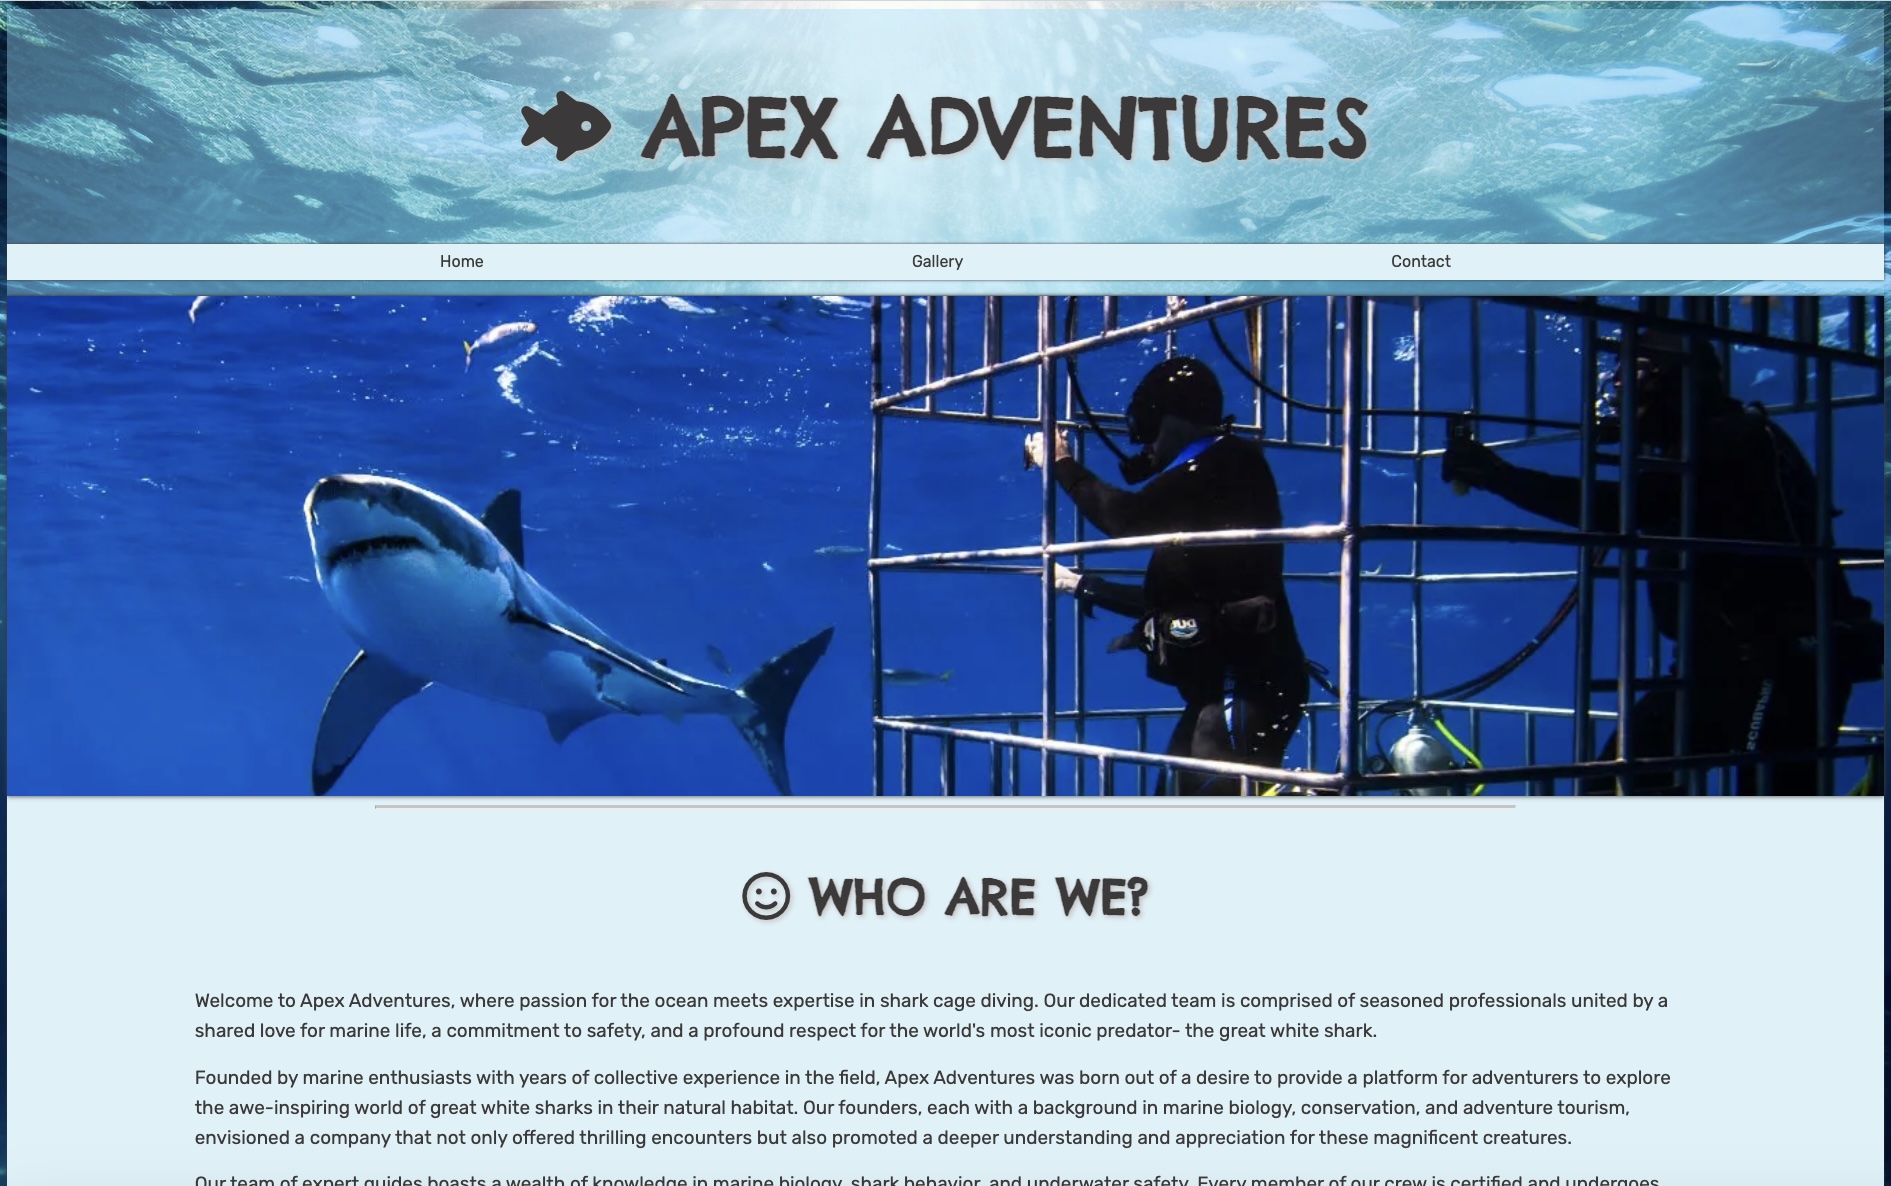 APEX ADVENTURES
Home
Gallery
Contact
WHO ARE WE?
Welcome to Apex Adventures, where passion for the ocean meets expertise in shark cage diving. Our dedicated team is comprised of seasoned professionals united by a
shared love for marine life, a commitment to safety, and a profound respect for the world's most iconic predator- the great white shark.
Founded by marine enthusiasts with years of collective experience in the field, Apex Adventures was born out of a desire to provide a platform for adventurers to explore
the awe-inspiring world of great white sharks in their natural habitat. Our founders, each with a background in marine biology, conservation, and adventure tourism,
envisioned a company that not only offered thrilling encounters but also promoted a deeper understanding and appreciation for these magnificent creatures.
Our team of expert guides boasts a wealth of knowledge in marine biology, shark behavior, and underwater safety. Every member of our crew is certified and undergoes